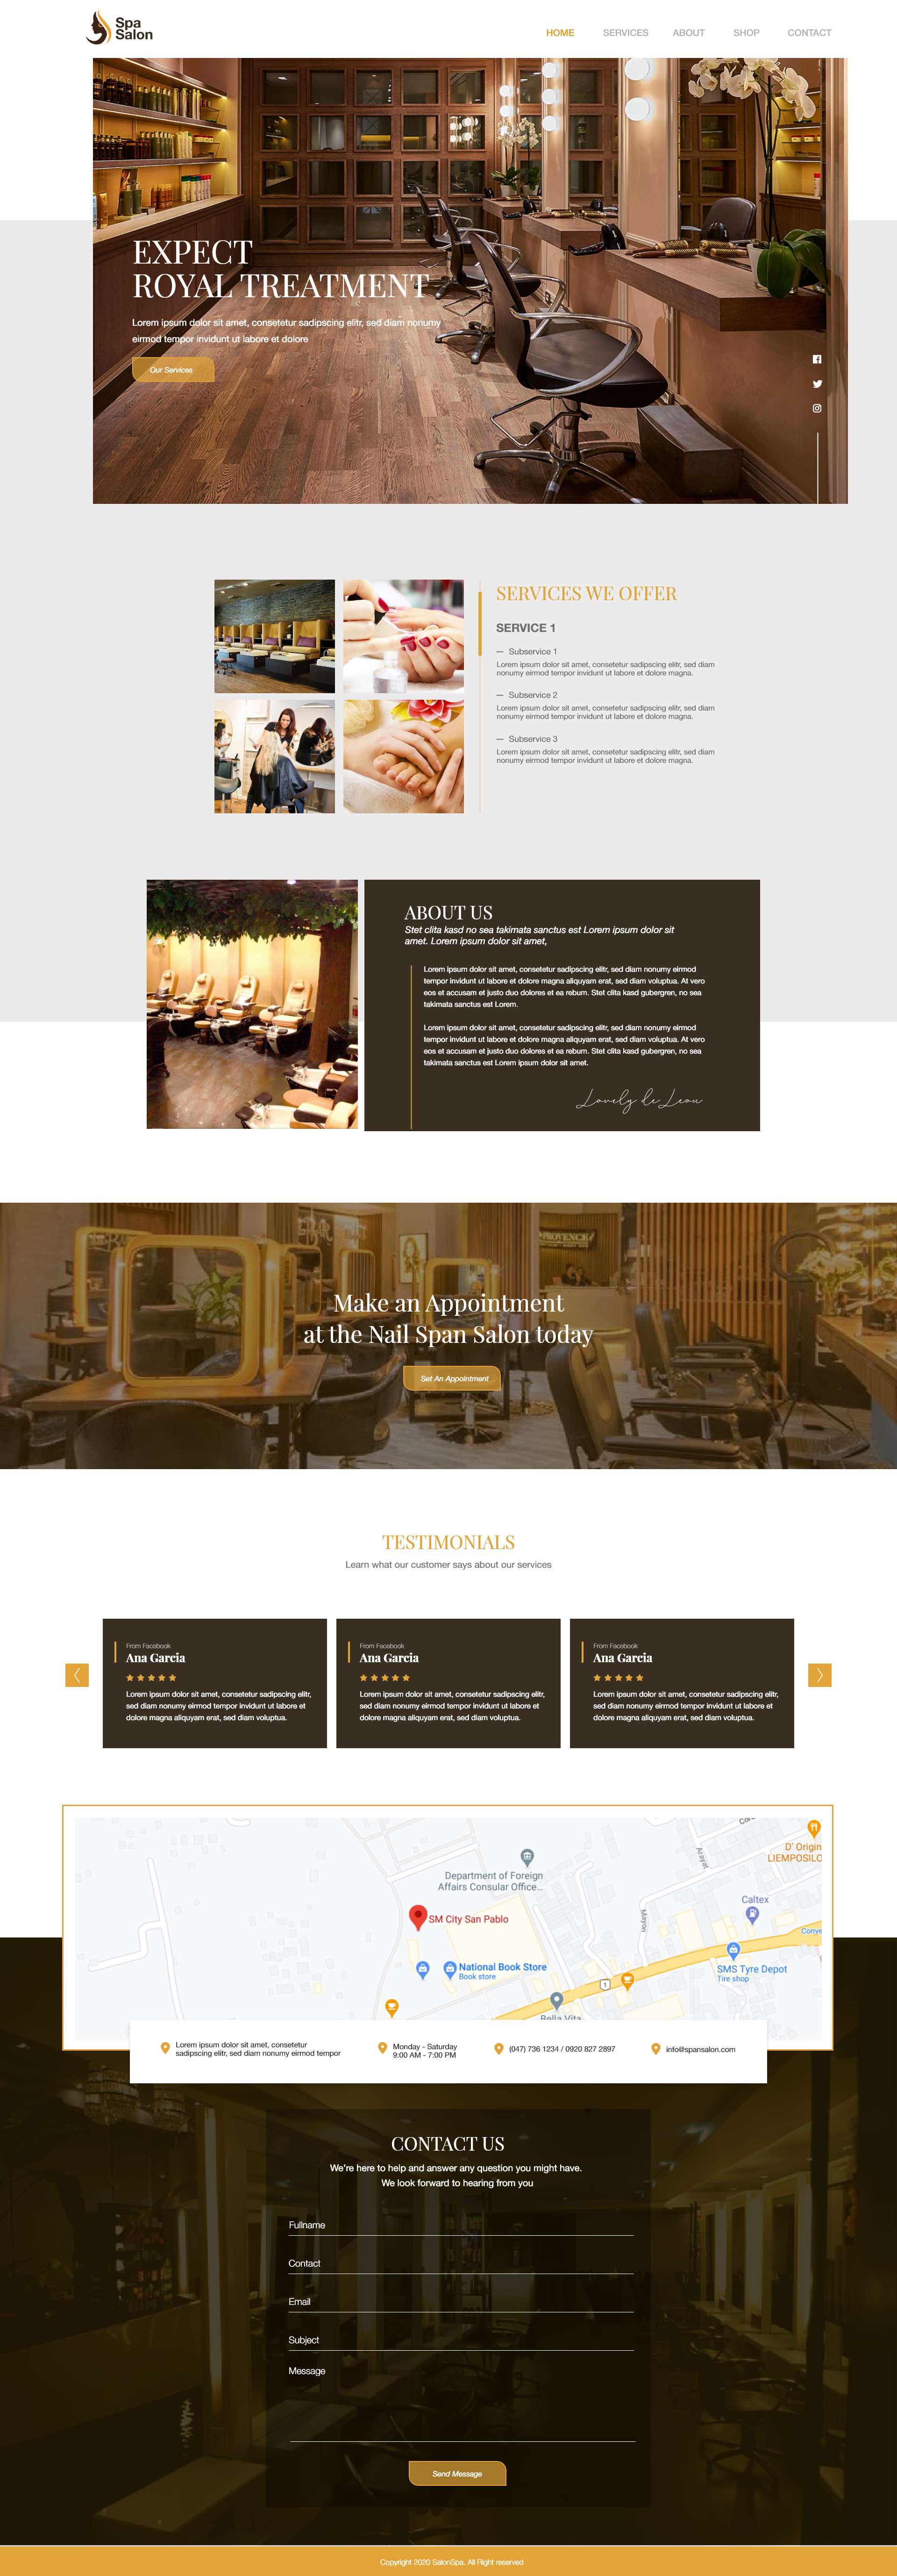 Spa
Salon
HOME SERVICES ABOUT SHOP CONTACT
EXPECT
ROYAL TREATMENT
Lorem ipsum dolor sit amet, consetetur sadipscing elitr, sed diam nonumy
eirmod tempor invidunt ut labore et dolore
Our Services
SERVICES WE OFFER
SERVICE 1
— Subservice 1
Lorem ipsum dolor sit amet, consetetur sadipscing elitr, sed diam
nonumy eirmod tempor invidunt ut labore et dolore magna.
— Subservice 2
Lorem ipsum dolor sit amet, consetetur sadipscing elitr, sed diam
nonumy eirmod tempor invidunt ut labore et dolore magna.
— Subservice 3
Lorem ipsum dolor sit amet, consetetur sadipscing elitr, sed diam
nonumy eirmod tempor invidunt ut labore et dolore magna.
ABOUT US
Stet clita kasd no sea takimata sanctus est Lorem ipsum dolor sit
amet. Lorem ipsum dolor sit amet,
Lorem ipsum dolor sit amet, consetetur sadipscing elitr, sed diam nonumy eirmod
tempor invidunt ut labore et dolore magna aliquyam erat, sed diam voluptua. At vero
eos et accusam et justo duo dolores et ea rebum. Stet clita kasd gubergren, no sea
takimata sanctus est Lorem.
Lorem ipsum dolor sit amet, consetetur sadipscing elitr, sed diam nonumy eirmod
tempor invidunt ut labore et dolore magna aliquyam erat, sed diam voluptua. At vero
eos et accusam et justo duo dolores et ea rebum. Stet clita kasd gubergren, no sea
takimata sanctus est Lorem ipsum dolor sit amet.
Lovely de Leon
PROVENCE
Make an Appointment
at the Nail Span Salon today
Set An Appointment
TESTIMONIALS
Learn what our customer says about our services
From Facebook
Ana Garcia
Lorem ipsum dolor sit amet, consetetur sadipscing elitr,
sed diam nonumy eirmod tempor invidunt ut labore et
dolore magna aliquyam erat, sed diam voluptua.
From Facebook
Ana Garcia
Lorem ipsum dolor sit amet, consetetur sadipscing elitr,
sed diam nonumy eirmod tempor invidunt ut labore et
dolore magna aliquyam erat, sed diam voluptua.
From Facebook
Ana Garcia
Lorem ipsum dolor sit amet, consetetur sadipscing elitr,
sed diam nonumy eirmod tempor invidunt ut labore et
dolore magna aliquyam erat, sed diam voluptua.
D' Origin
LIEMPOSILO
Arayat
Department of Foreign
Affairs Consular Office...
Caltex
SM City San Pablo
Mayon
Conve
National Book Store
Book store
SMS Tyre Depot
Tire shop
1
Bella Vita
Lorem ipsum dolor sit amet, consetetur
sadipscing elitr, sed diam nonumy eirmod tempor
Monday - Saturday
9:00 AM - 7:00 PM
(047) 736 1234 / 0920 827 2897
info@spansalon.com
CONTACT US
We're here to help and answer any question you might have.
We look forward to hearing from you
Fullname
Contact
Email
Subject
Message
Send Message
Copyright 2020 SalonSpa. All Right reserved